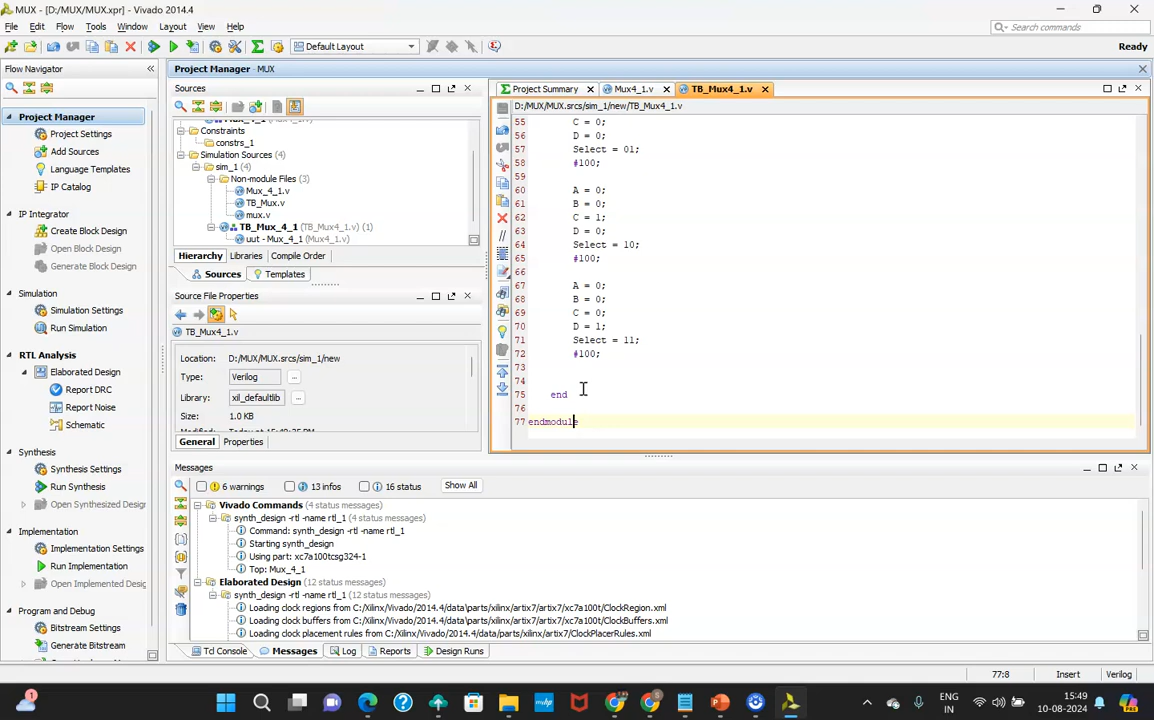 MUX - [D:/MUX/MUX.xpr] - Vivado 2014.4
File Edit Flow Tools Window Layout View Help
Search commands
Default Layout
Ready
Flow Navigator
Project Manager
Project Settings
Add Sources
Language Templates
IP Catalog
IP Integrator
Create Block Design
Open Block Design
Generate Block Design
Simulation
Simulation Settings
Run Simulation
RTL Analysis
Elaborated Design
Report DRC
Report Noise
Schematic
Synthesis
Synthesis Settings
Run Synthesis
Open Synthesized Desig
Implementation
Implementation Settings
Run Implementation
Open Implemented Desig
Program and Debug
Bitstream Settings
Generate Bitstream
Project Manager - MUX
Sources
Constraints
constrs_1
Simulation Sources (4)
sim_1 (4)
Non-module Files (3)
Mux_4_1.v
TB_Mux.v
mux.v
TB_Mux_4_1 (TB_Mux4_1.v) (1)
uut - Mux_4_1 (Mux4_1.v)
Hierarchy Libraries Compile Order
Sources Templates
Source File Properties
TB_Mux4_1.v
Location: D:/MUX/MUX.srcs/sim_1/new
Type: Verilog
Library: xil_defaultlib
Size: 1.0 KB
General Properties
Project Summary Mux4_1.v TB_Mux4_1.v
D:/MUX/MUX.srcs/sim_1/new/TB_Mux4_1.v
55 C = 0;
56 D = 0;
57 Select = 01;
58 #100;
59
60 A = 0;
61 B = 0;
62 C = 1;
63 D = 0;
64 Select = 10;
65 #100;
66
67 A = 0;
68 B = 0;
69 C = 0;
70 D = 1;
71 Select = 11;
72 #100;
73
74
75 end
76
77 endmodule
Messages
6 warnings 13 infos 16 status Show All
Vivado Commands (4 status messages)
synth_design -rtl -name rtl_1 (4 status messages)
Command: synth_design -rtl -name rtl_1
Starting synth_design
Using part: xc7a100tcsg324-1
Top: Mux_4_1
Elaborated Design (12 status messages)
synth_design -rtl -name rtl_1 (12 status messages)
Loading clock regions from C:/Xilinx/Vivado/2014.4/data\parts/xilinx/artix7/artix7/xc7a100t/ClockRegion.xml
Loading clock buffers from C:/Xilinx/Vivado/2014.4/data\parts/xilinx/artix7/artix7/xc7a100t/ClockBuffers.xml
Loading clock placement rules from C:/Xilinx/Vivado/2014.4/data/parts/xilinx/artix7/ClockPlacerRules.xml
Tcl Console Messages Log Reports Design Runs
77:8 Insert Verilog
1
ENG
IN
15:49
10-08-2024